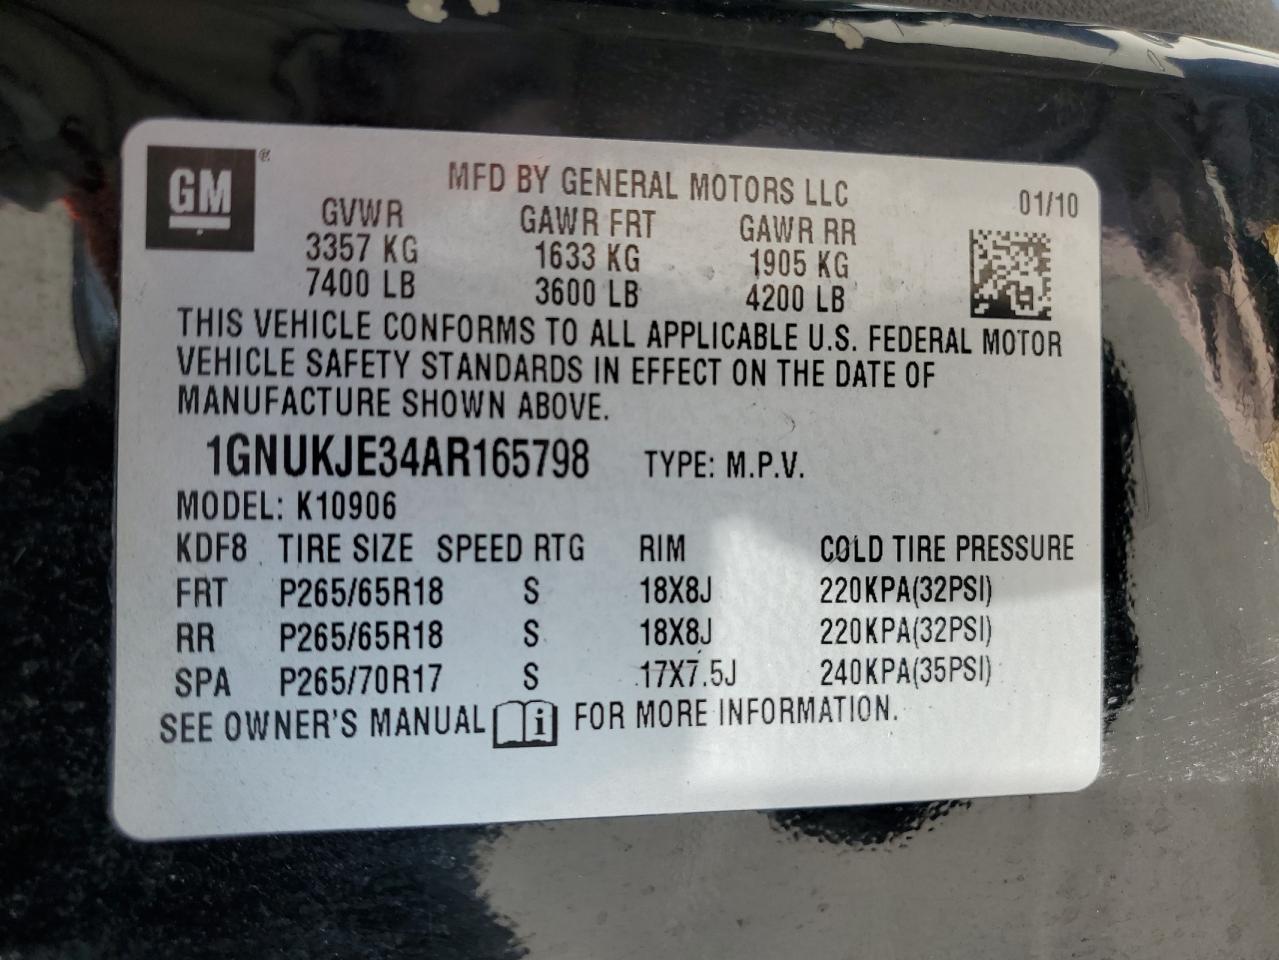 GM ®
MFD BY GENERAL MOTORS LLC 01/10
GVWR GAWR FRT GAWR RR
3357 KG 1633 KG 1905 KG
7400 LB 3600 LB 4200 LB
THIS VEHICLE CONFORMS TO ALL APPLICABLE U.S. FEDERAL MOTOR
VEHICLE SAFETY STANDARDS IN EFFECT ON THE DATE OF
MANUFACTURE SHOWN ABOVE.
1GNUKJE34AR165798 TYPE: M.P.V.
MODEL: K10906
KDF8 TIRE SIZE SPEED RTG RIM COLD TIRE PRESSURE
FRT P265/65R18 S 18X8J 220KPA(32PSI)
RR P265/65R18 S 18X8J 220KPA(32PSI)
SPA P265/70R17 S 17X7.5J 240KPA(35PSI)
SEE OWNER'S MANUAL i FOR MORE INFORMATION.